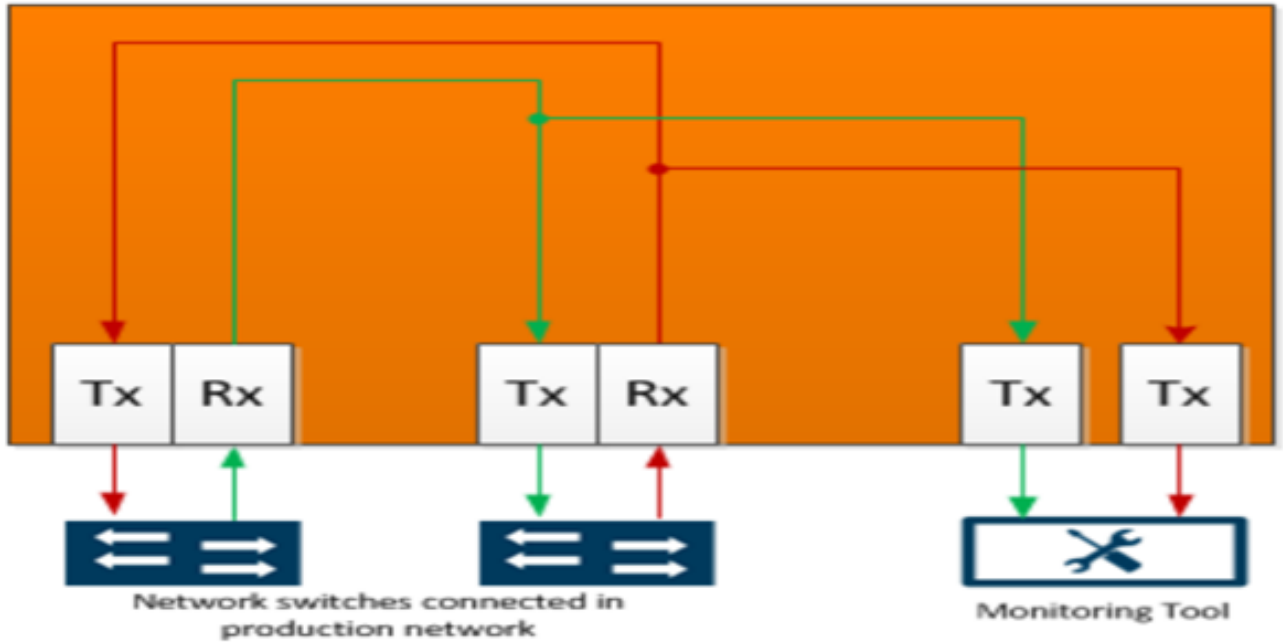 Tx Rx Tx Rx Tx Tx
Network switches connected in
production network
Monitoring Tool